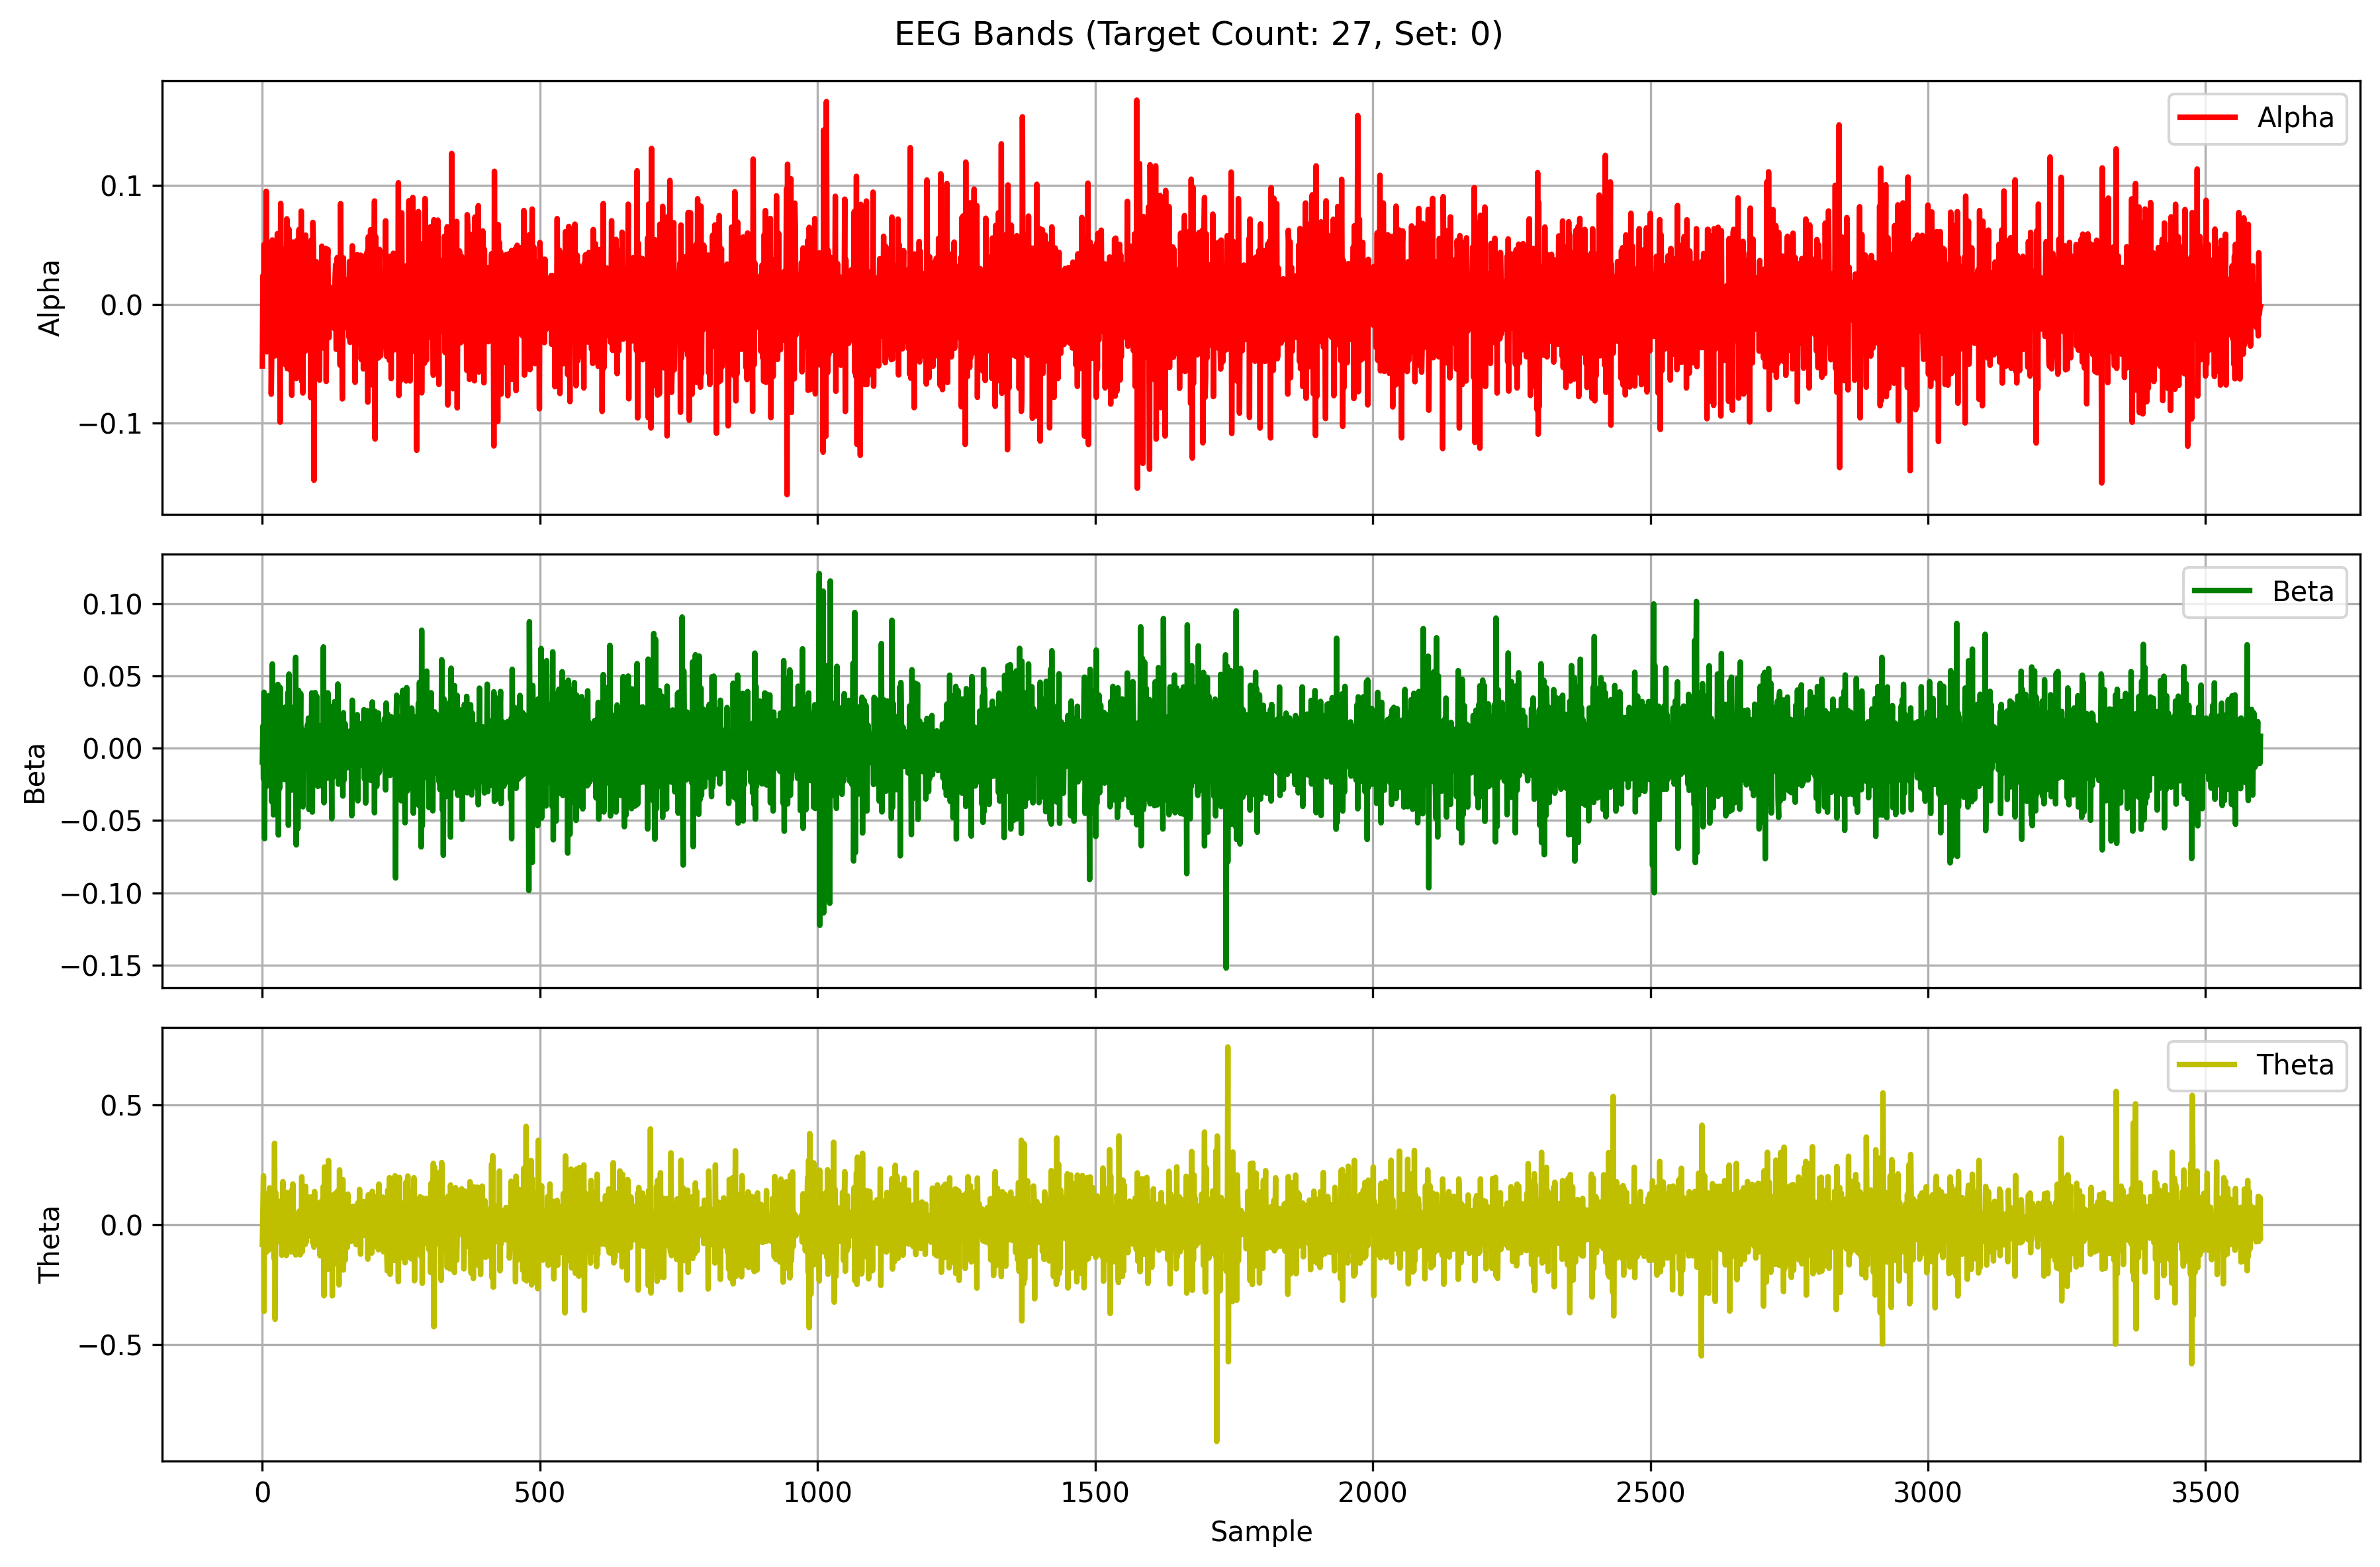 EEG Bands (Target Count: 27, Set: 0)
Alpha
0.1
0.0
−0.1
Alpha
Beta
0.10
0.05
0.00
−0.05
−0.10
−0.15
Beta
Theta
0.5
0.0
−0.5
Theta
0 500 1000 1500 2000 2500 3000 3500
Sample